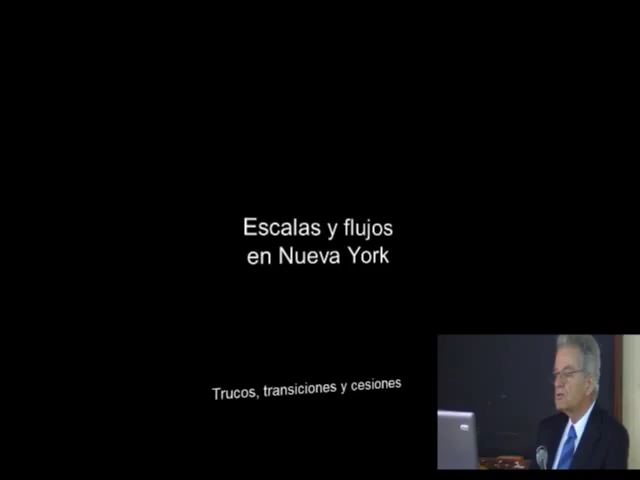 Escalas y flujos
en Nueva York
Trucos, transiciones y cesiones